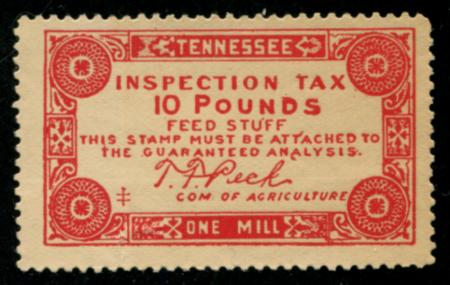 TENNESSEE
INSPECTION TAX
10 POUNDS
FEED STUFF
THIS STAMP MUST BE ATTACHED TO
THE GUARANTEED ANALYSIS.
T. F. Peck
COM OF AGRICULTURE
ONE MILL